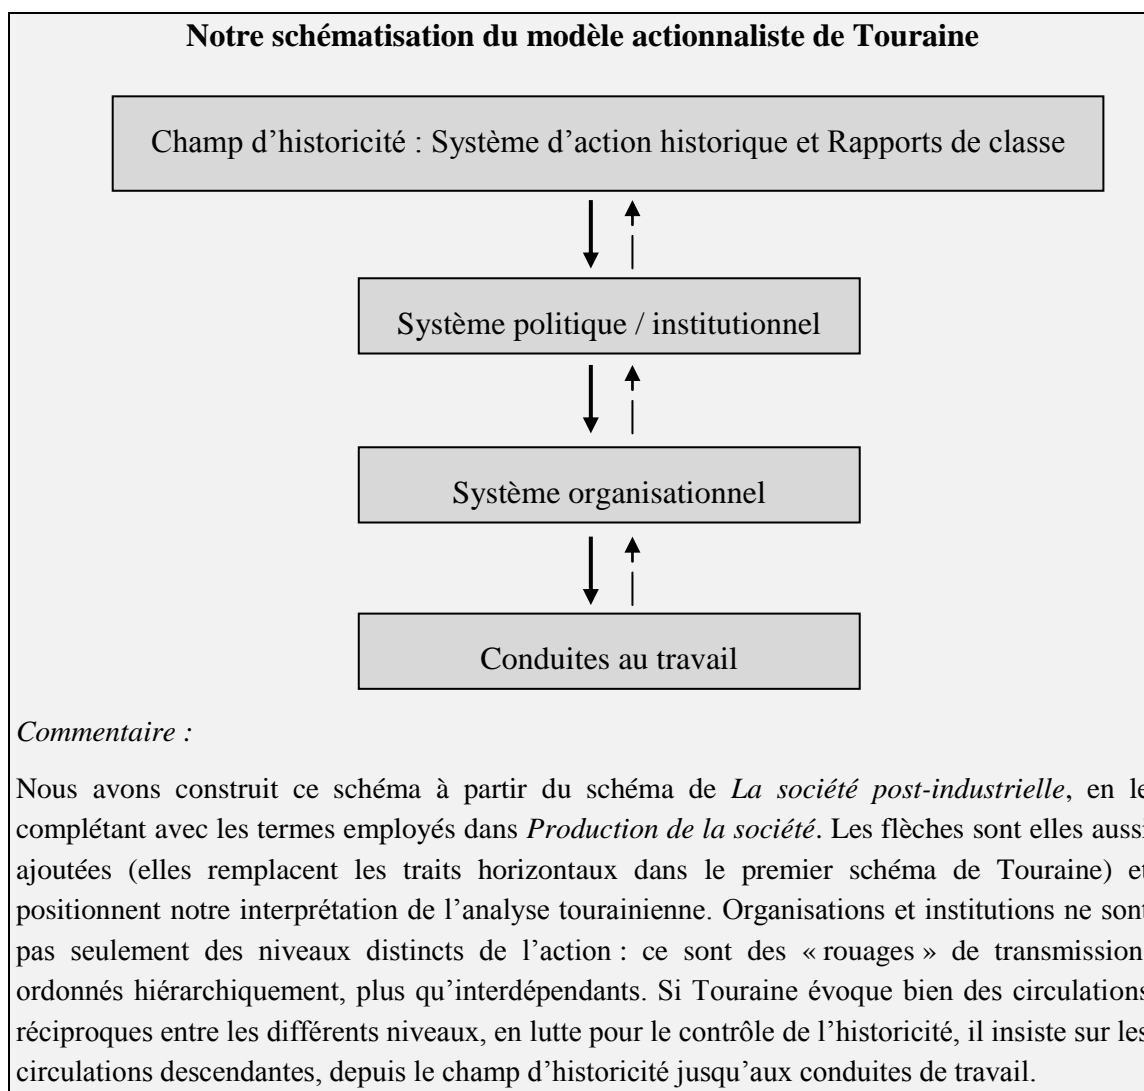 Notre schématisation du modèle actionnaliste de Touraine
Champ d’historicité : Système d’action historique et Rapports de classe
Système politique / institutionnel
Système organisationnel
Conduites au travail
Commentaire :
Nous avons construit ce schéma à partir du schéma de La société post-industrielle, en le
complétant avec les termes employés dans Production de la société. Les flèches sont elles aussi
ajoutées (elles remplacent les traits horizontaux dans le premier schéma de Touraine) et
positionnent notre interprétation de l’analyse tourainienne. Organisations et institutions ne sont
pas seulement des niveaux distincts de l’action : ce sont des « rouages » de transmission
ordonnés hiérarchiquement, plus qu’interdépendants. Si Touraine évoque bien des circulations
réciproques entre les différents niveaux, en lutte pour le contrôle de l’historicité, il insiste sur les
circulations descendantes, depuis le champ d’historicité jusqu’aux conduites de travail.